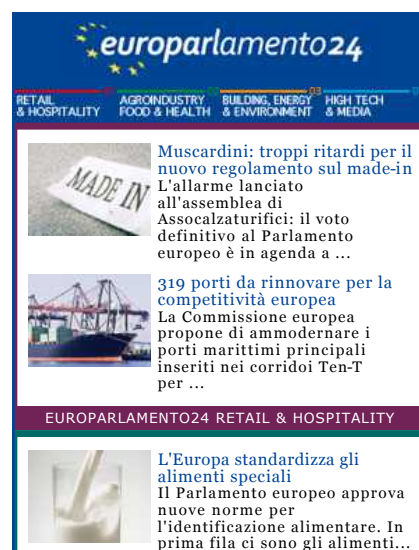 europarlamento24
01 02 03
RETAIL AGROINDUSTRY BUILDING, ENERGY HIGH TECH
& HOSPITALITY FOOD & HEALTH & ENVIRONMENT & MEDIA
MADE IN
Muscardini: troppi ritardi per il
nuovo regolamento sul made-in
L'allarme lanciato
all'assemblea di
Assocalzaturifici: il voto
definitivo al Parlamento
europeo è in agenda a ...
319 porti da rinnovare per la
competitività europea
La Commissione europea
propone di ammodernare i
porti marittimi principali
inseriti nei corridoi Ten-T
per ...
EUROPARLAMENTO24 RETAIL & HOSPITALITY
L'Europa standardizza gli
alimenti speciali
Il Parlamento europeo approva
nuove norme per
l'identificazione alimentare. In
prima fila ci sono gli alimenti...